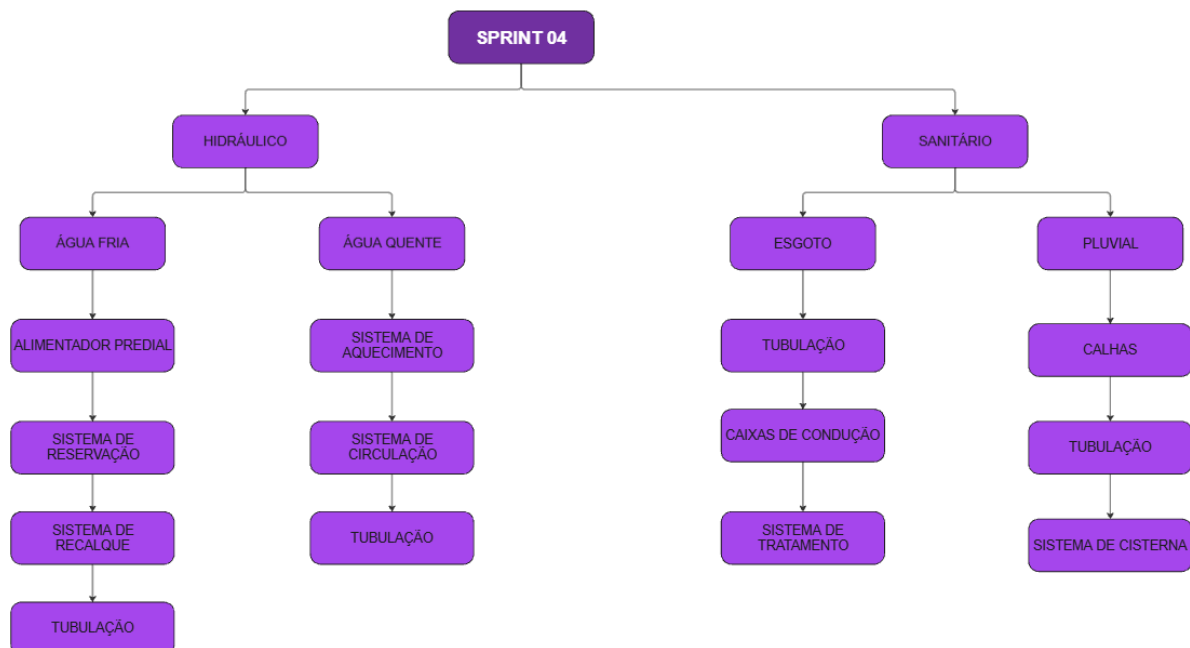 SPRINT 04
HIDRÁULICO
SANITÁRIO
ÁGUA FRIA
ÁGUA QUENTE
ESGOTO
PLUVIAL
ALIMENTADOR PREDIAL
SISTEMA DE
AQUECIMENTO
TUBULAÇÃO
CALHAS
SISTEMA DE
RESERVAÇÃO
SISTEMA DE
CIRCULAÇÃO
CAIXAS DE CONDUÇÃO
TUBULAÇÃO
SISTEMA DE
RECALQUE
TUBULAÇÃO
SISTEMA DE
TRATAMENTO
SISTEMA DE CISTERNA
TUBULAÇÃO